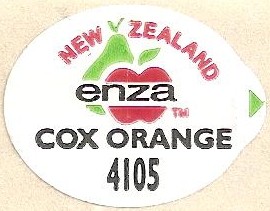 NEW ZEALAND
enza
TM
COX ORANGE
4105